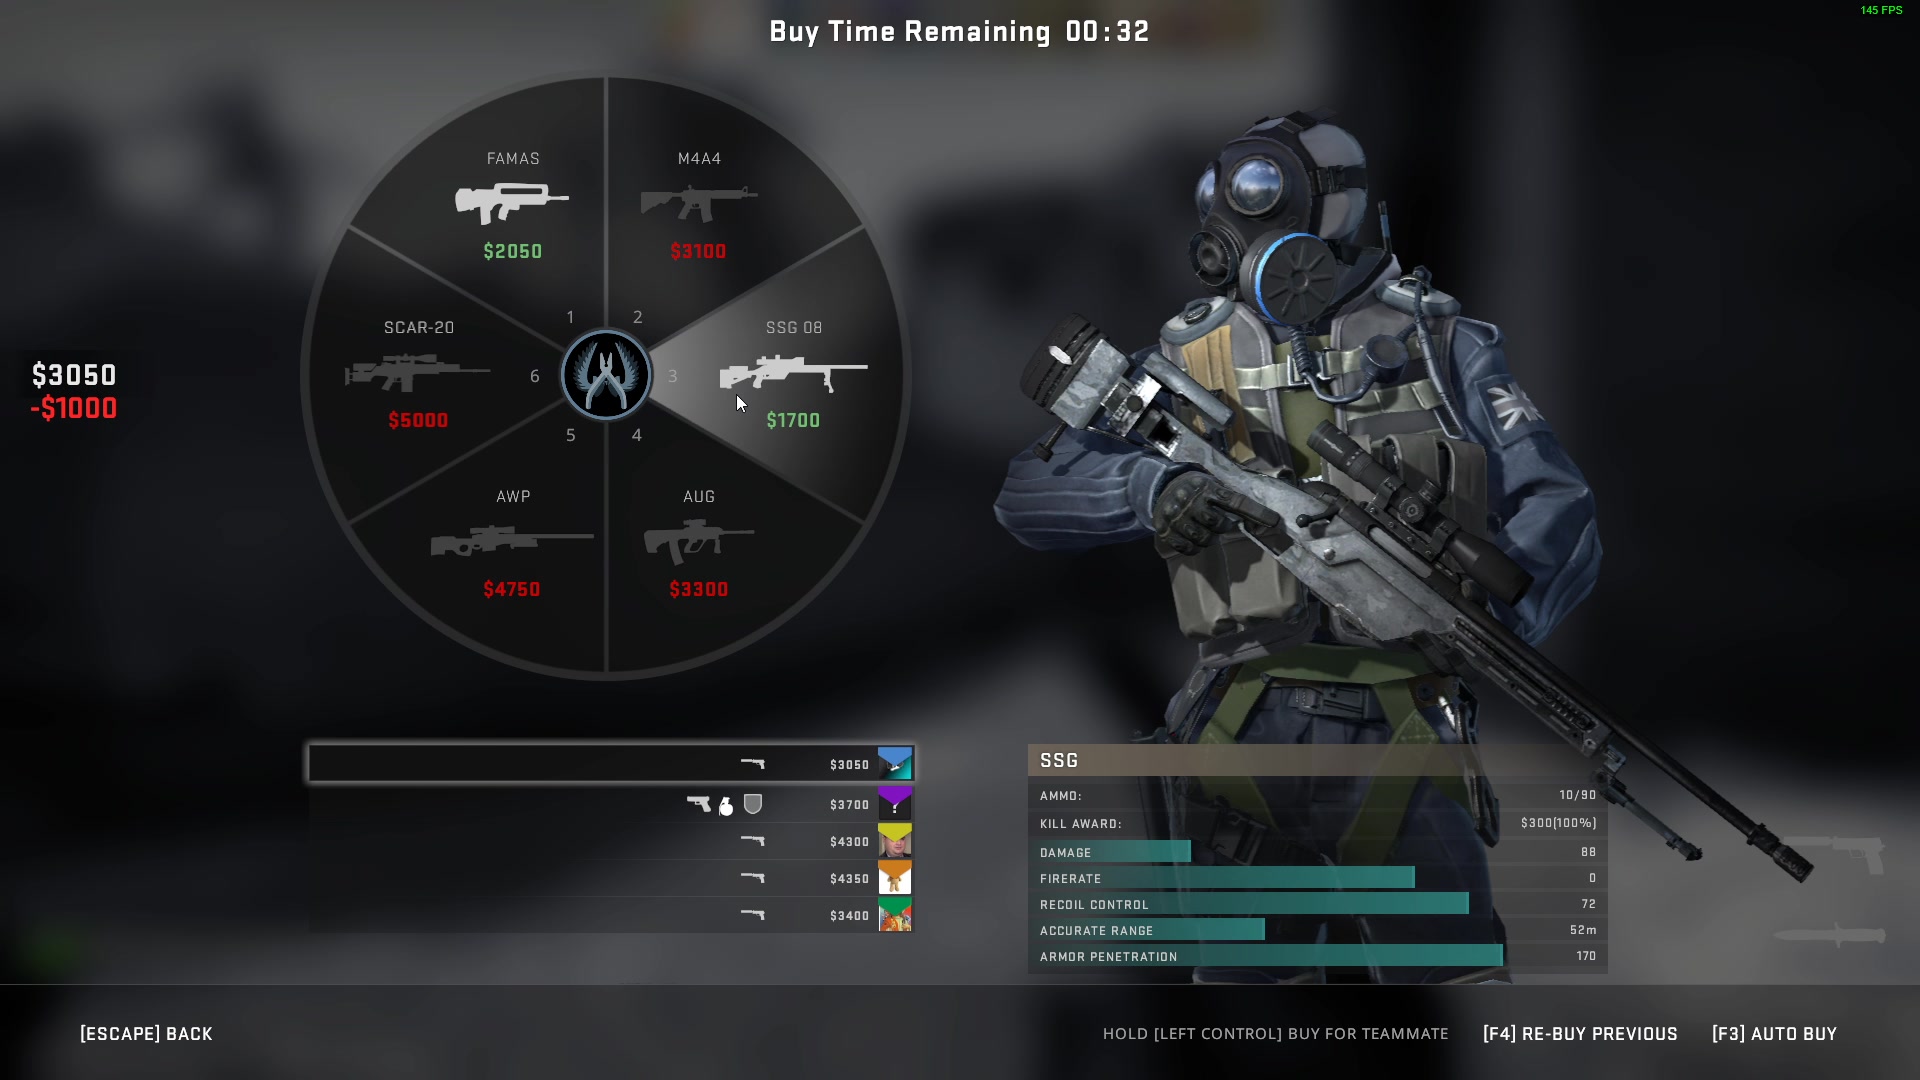 145 FPS
Buy Time Remaining 00:32
FAMAS
$2050
M4A4
$3100
SCAR-20
$5000
SSG 08
$1700
1
2
6
3
5
4
AWP
$4750
AUG
$3300
$3050
-$1000
$3050
$3700
$4300
$4350
$3400
SSG
AMMO: 10/90
KILL AWARD: $300(100%)
DAMAGE 88
FIRERATE 0
RECOIL CONTROL 72
ACCURATE RANGE 52m
ARMOR PENETRATION 170
[ESCAPE] BACK
HOLD [LEFT CONTROL] BUY FOR TEAMMATE
[F4] RE-BUY PREVIOUS
[F3] AUTO BUY